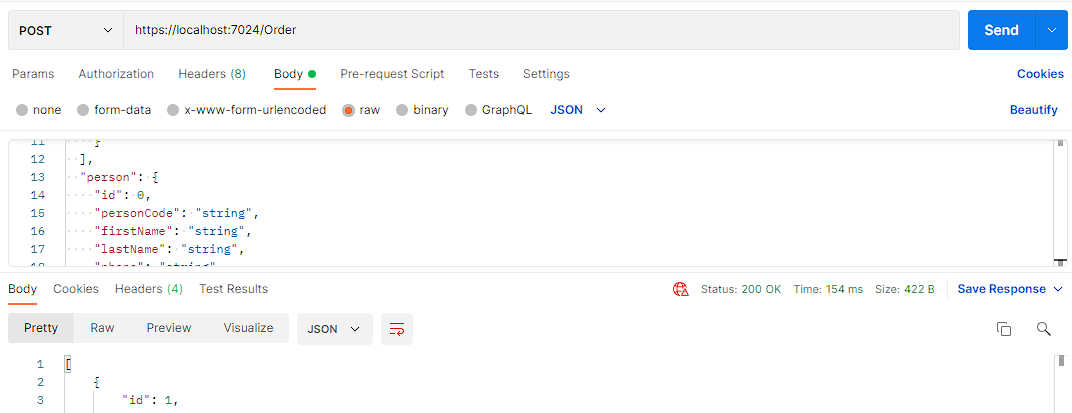 POST https://localhost:7024/Order Send
Params Authorization Headers (8) Body Pre-request Script Tests Settings Cookies
none form-data x-www-form-urlencoded raw binary GraphQL JSON Beautify
11 }
12 ],
13 "person": {
14 "id": 0,
15 "personCode": "string",
16 "firstName": "string",
17 "lastName": "string",
18 "phone": "string"
Body Cookies Headers (4) Test Results Status: 200 OK Time: 154 ms Size: 422 B Save Response
Pretty Raw Preview Visualize JSON
1 [
2 {
3 "id": 1,